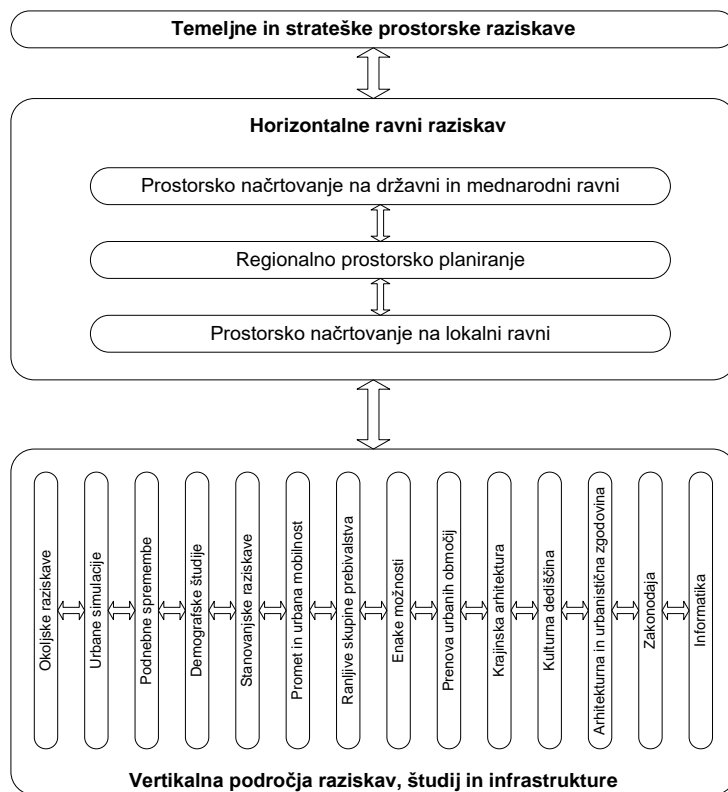 Temeljne in strateške prostorske raziskave
Horizontalne ravni raziskav
Prostorsko načrtovanje na državni in mednarodni ravni
Regionalno prostorsko planiranje
Prostorsko načrtovanje na lokalni ravni
Okoljske raziskave
Urbane simulacije
Podnebne spremembe
Demografske študije
Stanovanjske raziskave
Promet in urbana mobilnost
Ranljive skupine prebivalstva
Enake možnosti
Prenova urbanih območij
Krajinska arhitektura
Kulturna dediščina
Arhitekturna in urbanistična zgodovina
Zakonodaja
Informatika
Vertikalna področja raziskav, študij in infrastrukture